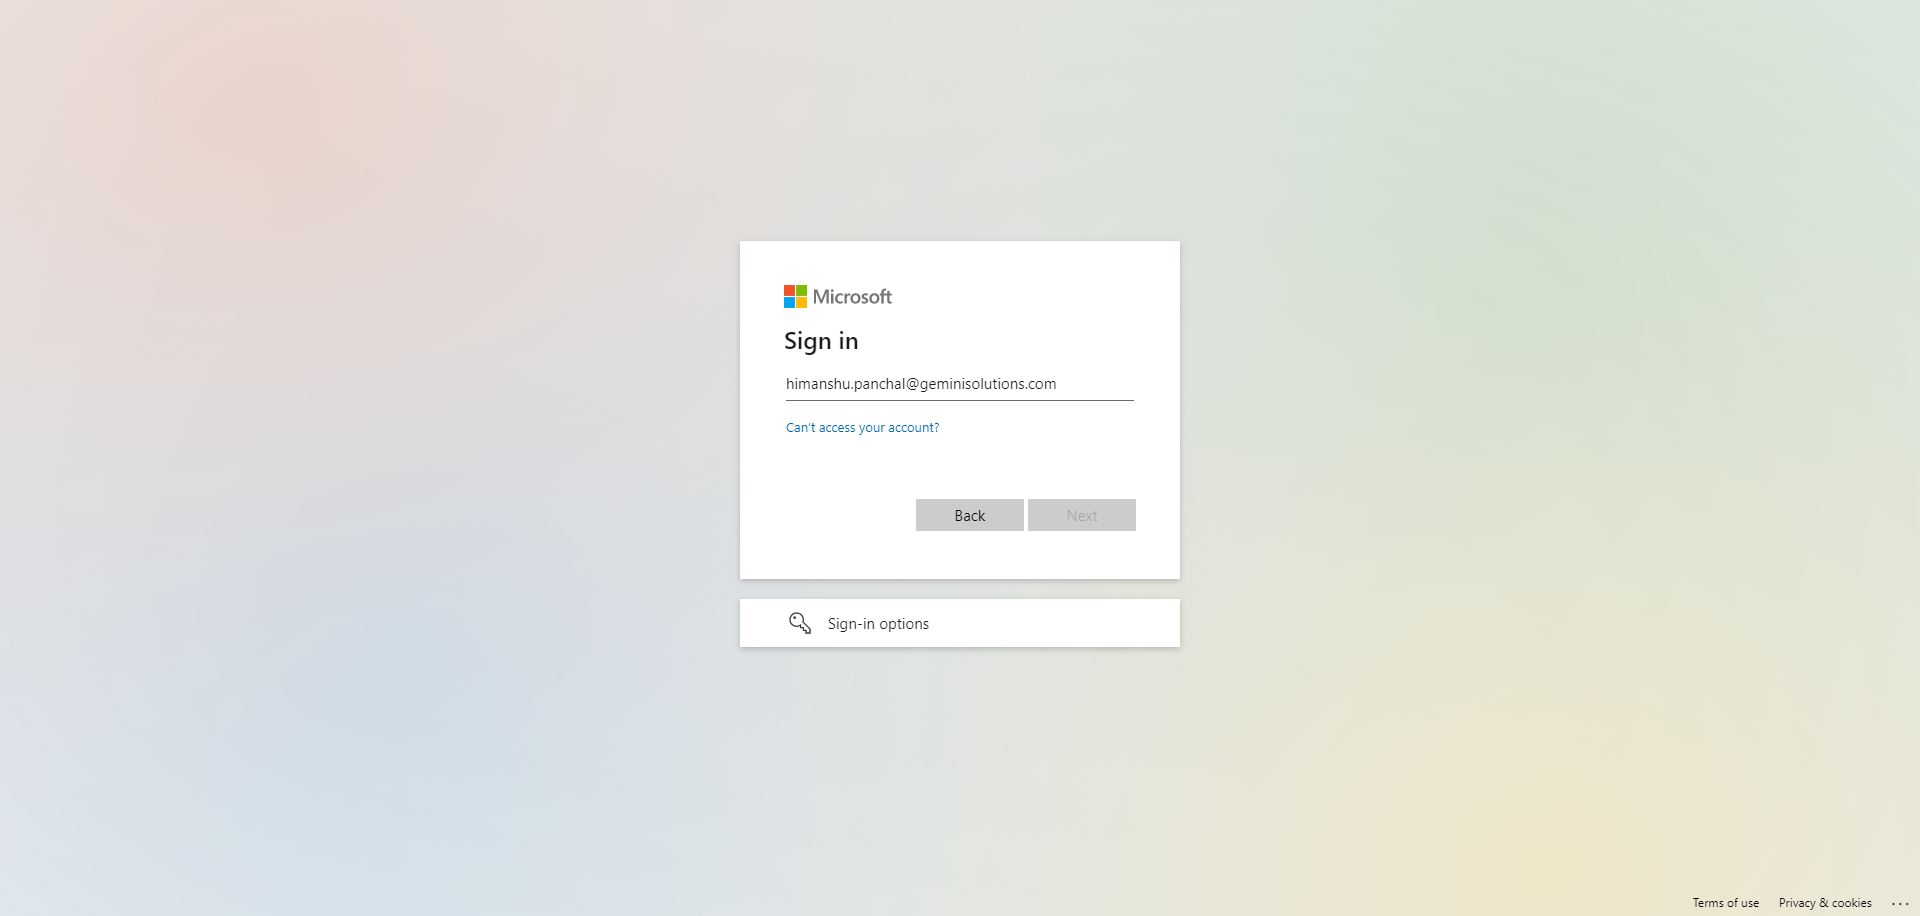 Microsoft
Sign in
himanshu.panchal@geminisolutions.com
Can't access your account?
Back
Next
Sign-in options
Terms of use
Privacy & cookies
...